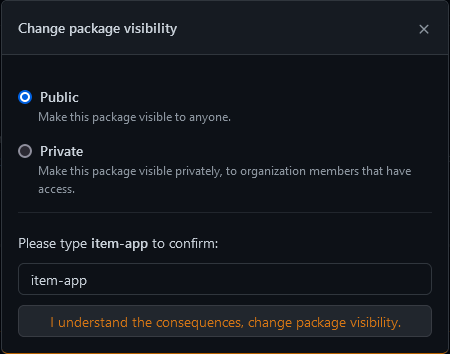 Change package visibility
Public
Make this package visible to anyone.
Private
Make this package visible privately, to organization members that have
access.
Please type item-app to confirm:
item-app
I understand the consequences, change package visibility.